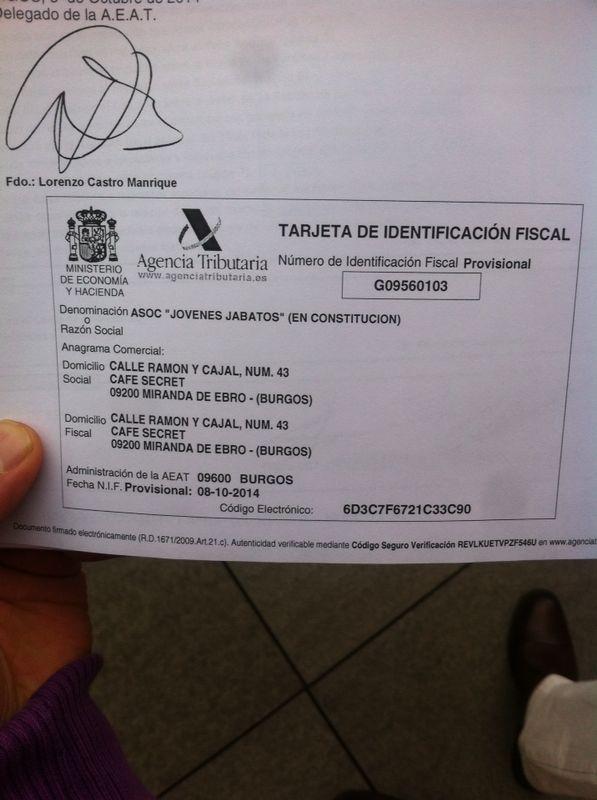 Delegado de la A.E.A.T.
Fdo.: Lorenzo Castro Manrique
MINISTERIO
DE ECONOMÍA
Y HACIENDA
Agencia Tributaria
www.agenciatributaria.es
TARJETA DE IDENTIFICACIÓN FISCAL
Número de Identificación Fiscal Provisional
G09560103
Denominación ASOC "JOVENES JABATOS" (EN CONSTITUCION)
o
Razón Social
Anagrama Comercial:
Domicilio CALLE RAMON Y CAJAL, NUM. 43
Social CAFE SECRET
09200 MIRANDA DE EBRO - (BURGOS)
Domicilio CALLE RAMON Y CAJAL, NUM. 43
Fiscal CAFE SECRET
09200 MIRANDA DE EBRO - (BURGOS)
Administración de la AEAT 09600 BURGOS
Fecha N.I.F. Provisional: 08-10-2014
Código Electrónico: 6D3C7F6721C33C90
Documento firmado electrónicamente (R.D.1671/2009.Art.21.c). Autenticidad verificable mediante Código Seguro Verificación REVLKUETVPZF546U en www.agenciat